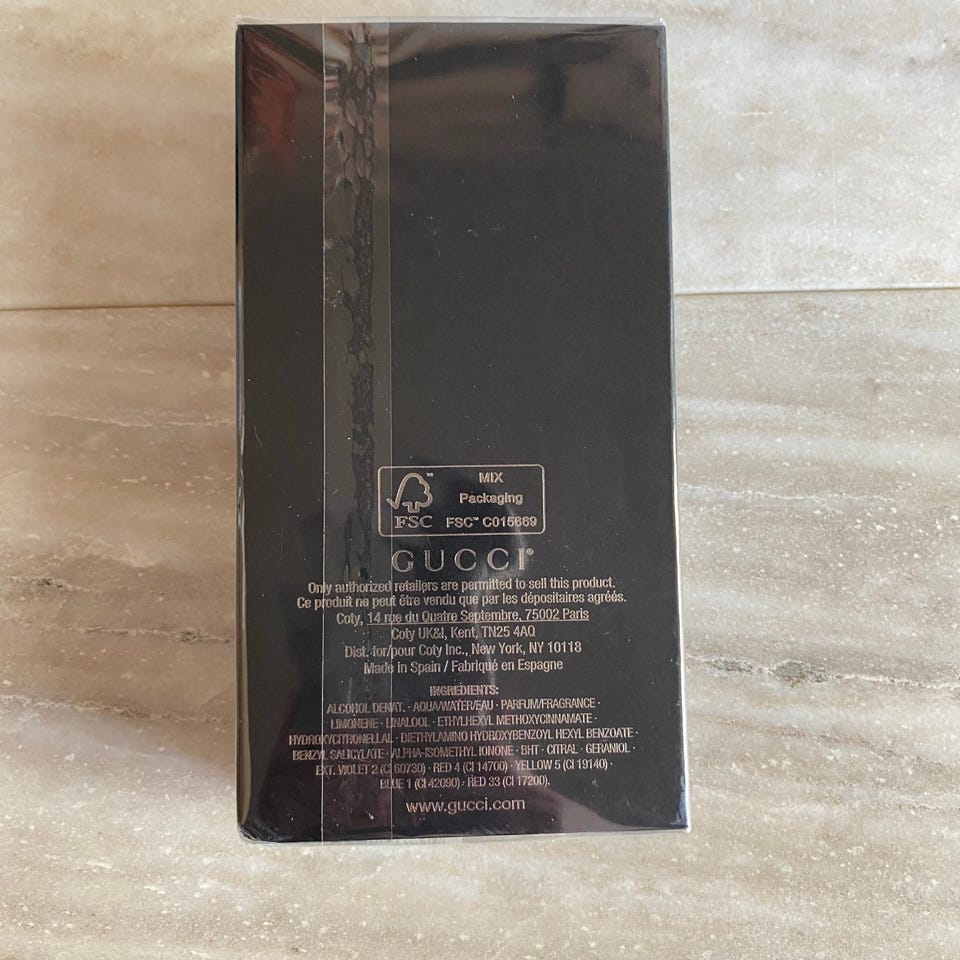 MIX
Packaging
FSC™ FSC™ C015669
GUCCI®
Only authorized retailers are permitted to sell this product.
Ce produit ne peut être vendu que par les dépositaires agréés.
Coty, 14 rue du Quatre Septembre, 75002 Paris
Coty UK&I, Kent, TN25 4AQ
Dist. for/pour Coty Inc., New York, NY 10118
Made in Spain / Fabriqué en Espagne
INGREDIENTS:
ALCOHOL DENAT. · AQUA/WATER/EAU · PARFUM/FRAGRANCE ·
LIMONENE · LINALOOL · ETHYLHEXYL METHOXYCINNAMATE ·
HYDROXYCITRONELLAL · DIETHYLAMINO HYDROXYBENZOYL HEXYL BENZOATE ·
BENZYL SALICYLATE · ALPHA-ISOMETHYL IONONE · BHT · CITRAL · GERANIOL ·
EXT. VIOLET 2 (CI 60730) · RED 4 (CI 14700) · YELLOW 5 (CI 19140) ·
BLUE 1 (CI 42090) · RED 33 (CI 17200).
www.gucci.com